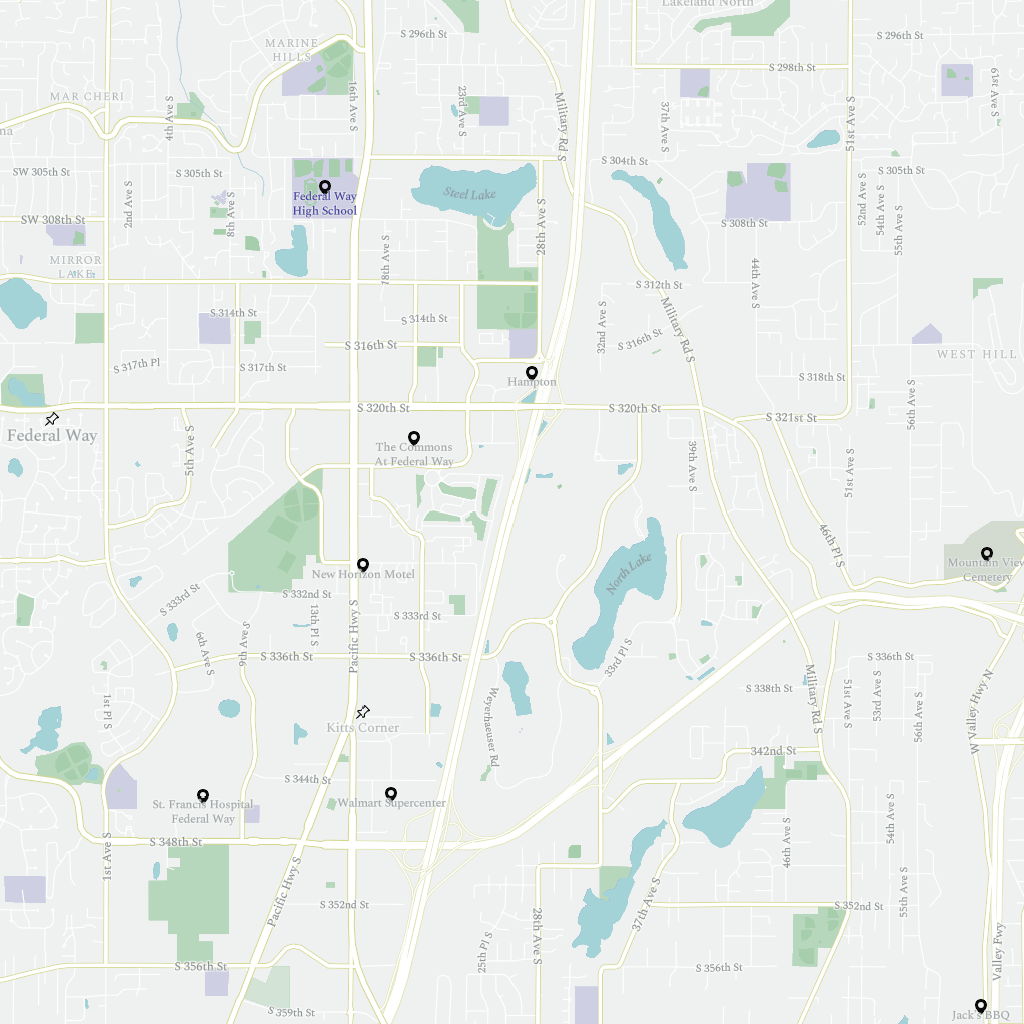 Lakeland North
S 296th St
S 296th St
MARINE
HILLS
S 298th St
61st Ave S
MAR CHERI
16th Ave S
23rd Ave S
Military Rd S
37th Ave S
4th Ave S
51st Ave S
na
SW 305th St
S 305th St
S 304th St
S 305th St
2nd Ave S
8th Ave S
Federal Way
High School
Steel Lake
28th Ave S
52nd Ave S
54th Ave S
55th Ave S
SW 308th St
S 308th St
MIRROR
LAKE
18th Ave S
S 312th St
44th Ave S
S 314th St
S 314th St
32nd Ave S
Military Rd S
S 316th St
S 316th St
WEST HILL
S 317th Pl
S 317th St
Hampton
S 318th St
56th Ave S
S 320th St
S 320th St
S 321st St
Federal Way
5th Ave S
The Commons
At Federal Way
39th Ave S
51st Ave S
46th Pl S
North Lake
New Horizon Motel
Mountain View
Cemetery
S 332nd St
S 333rd St
13th Pl S
S 333rd St
6th Ave S
9th Ave S
Pacific Hwy S
S 336th St
S 336th St
33rd Pl S
S 336th St
1st Pl S
Weyerhaeuser Rd
S 338th St
Military Rd S
51st Ave S
53rd Ave S
56th Ave S
W Valley Hwy N
Kitts Corner
342nd St
S 344th St
St. Francis Hospital
Federal Way
Walmart Supercenter
1st Ave S
S 348th St
46th Ave S
54th Ave S
Pacific Hwy S
S 352nd St
28th Ave S
37th Ave S
S 352nd St
55th Ave S
25th Pl S
Valley Fwy
S 356th St
S 356th St
S 359th St
Jack's BBQ